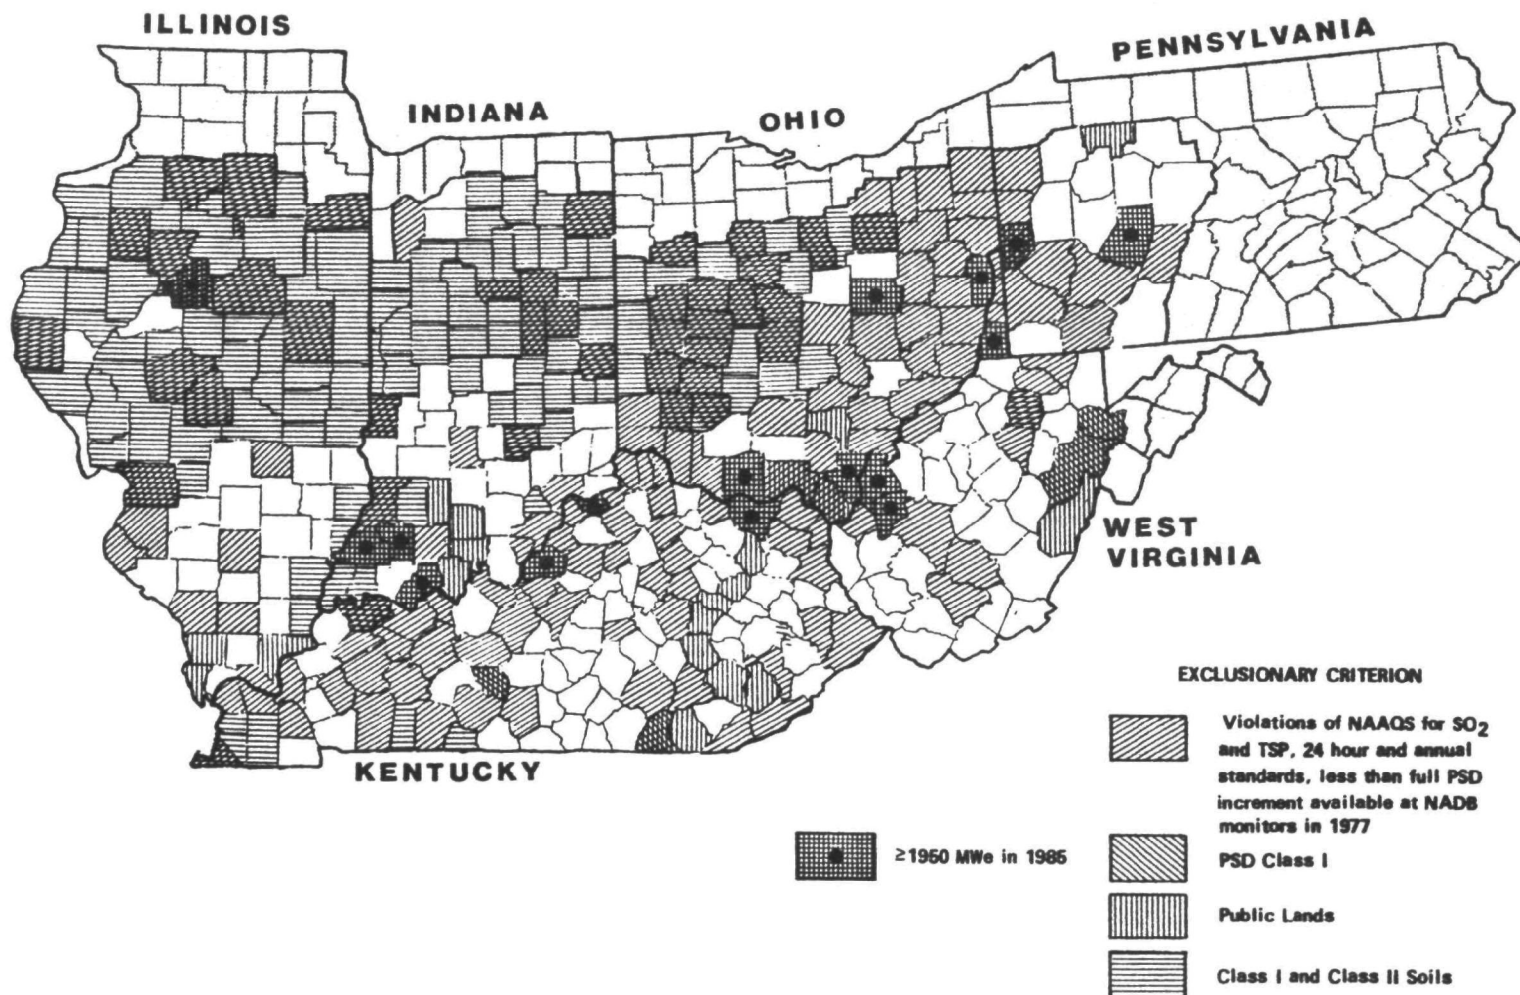 ILLINOIS
PENNSYLVANIA
INDIANA
OHIO
WEST
VIRGINIA
KENTUCKY
EXCLUSIONARY CRITERION
Violations of NAAQS for SO2
and TSP, 24 hour and annual
standards, less than full PSD
increment available at NADB
monitors in 1977
≥1950 MWe in 1985
PSD Class I
Public Lands
Class I and Class II Soils